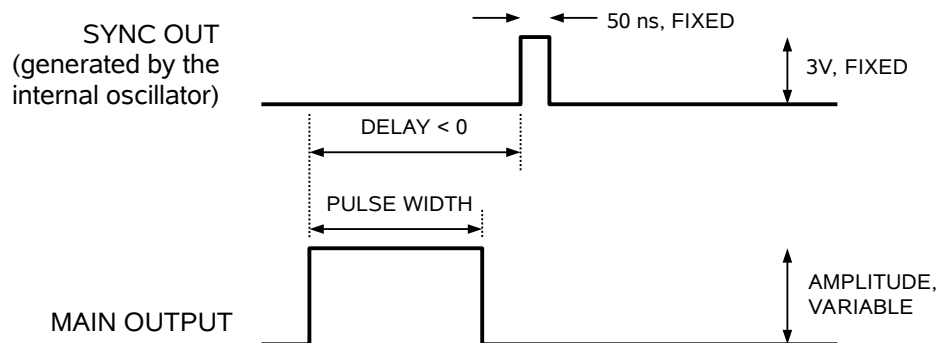 SYNC OUT
(generated by the
internal oscillator)
50 ns, FIXED
3V, FIXED
DELAY < 0
PULSE WIDTH
MAIN OUTPUT
AMPLITUDE,
VARIABLE